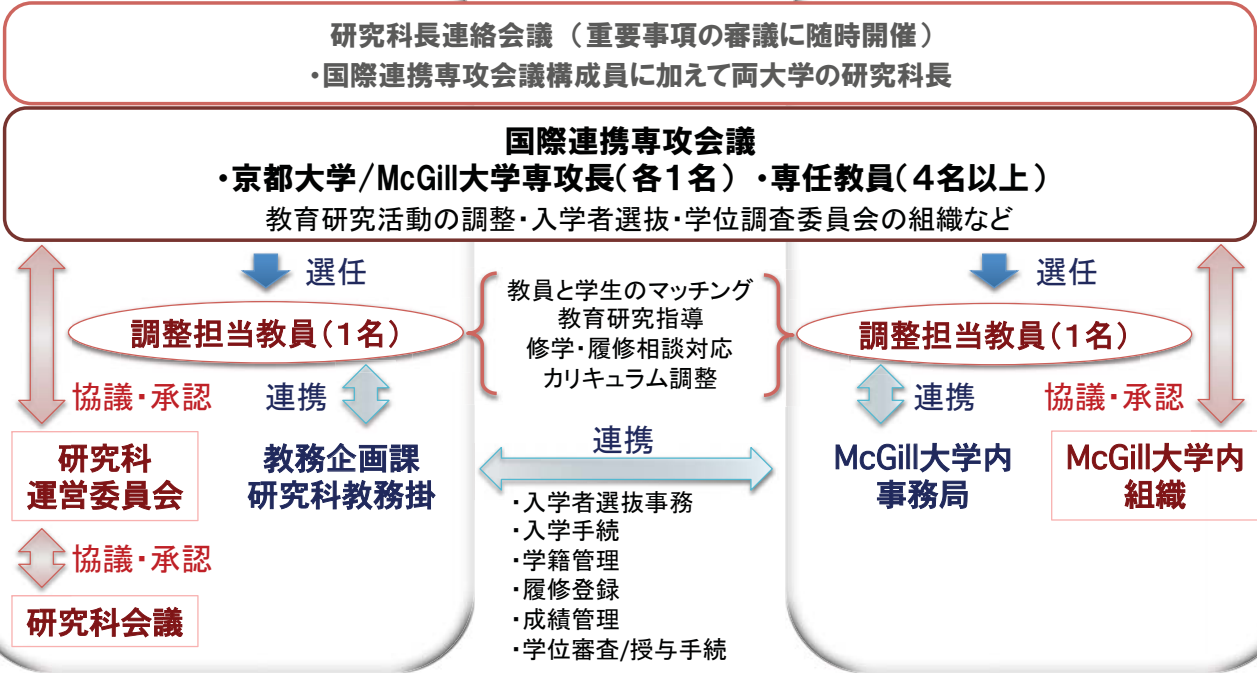 研究科長連絡会議（重要事項の審議に随時開催）
・国際連携専攻会議構成員に加えて両大学の研究科長
国際連携専攻会議
・京都大学/McGill大学専攻長(各１名) ・専任教員(４名以上)
教育研究活動の調整・入学者選抜・学位調査委員会の組織など
選任
調整担当教員(１名)
協議・承認
連携
研究科
運営委員会
教務企画課
研究科教務掛
協議・承認
研究科会議
教員と学生のマッチング
教育研究指導
修学・履修相談対応
カリキュラム調整
連携
・入学者選抜事務
・入学手続
・学籍管理
・履修登録
・成績管理
・学位審査/授与手続
選任
調整担当教員(１名)
連携
協議・承認
McGill大学内
事務局
McGill大学内
組織